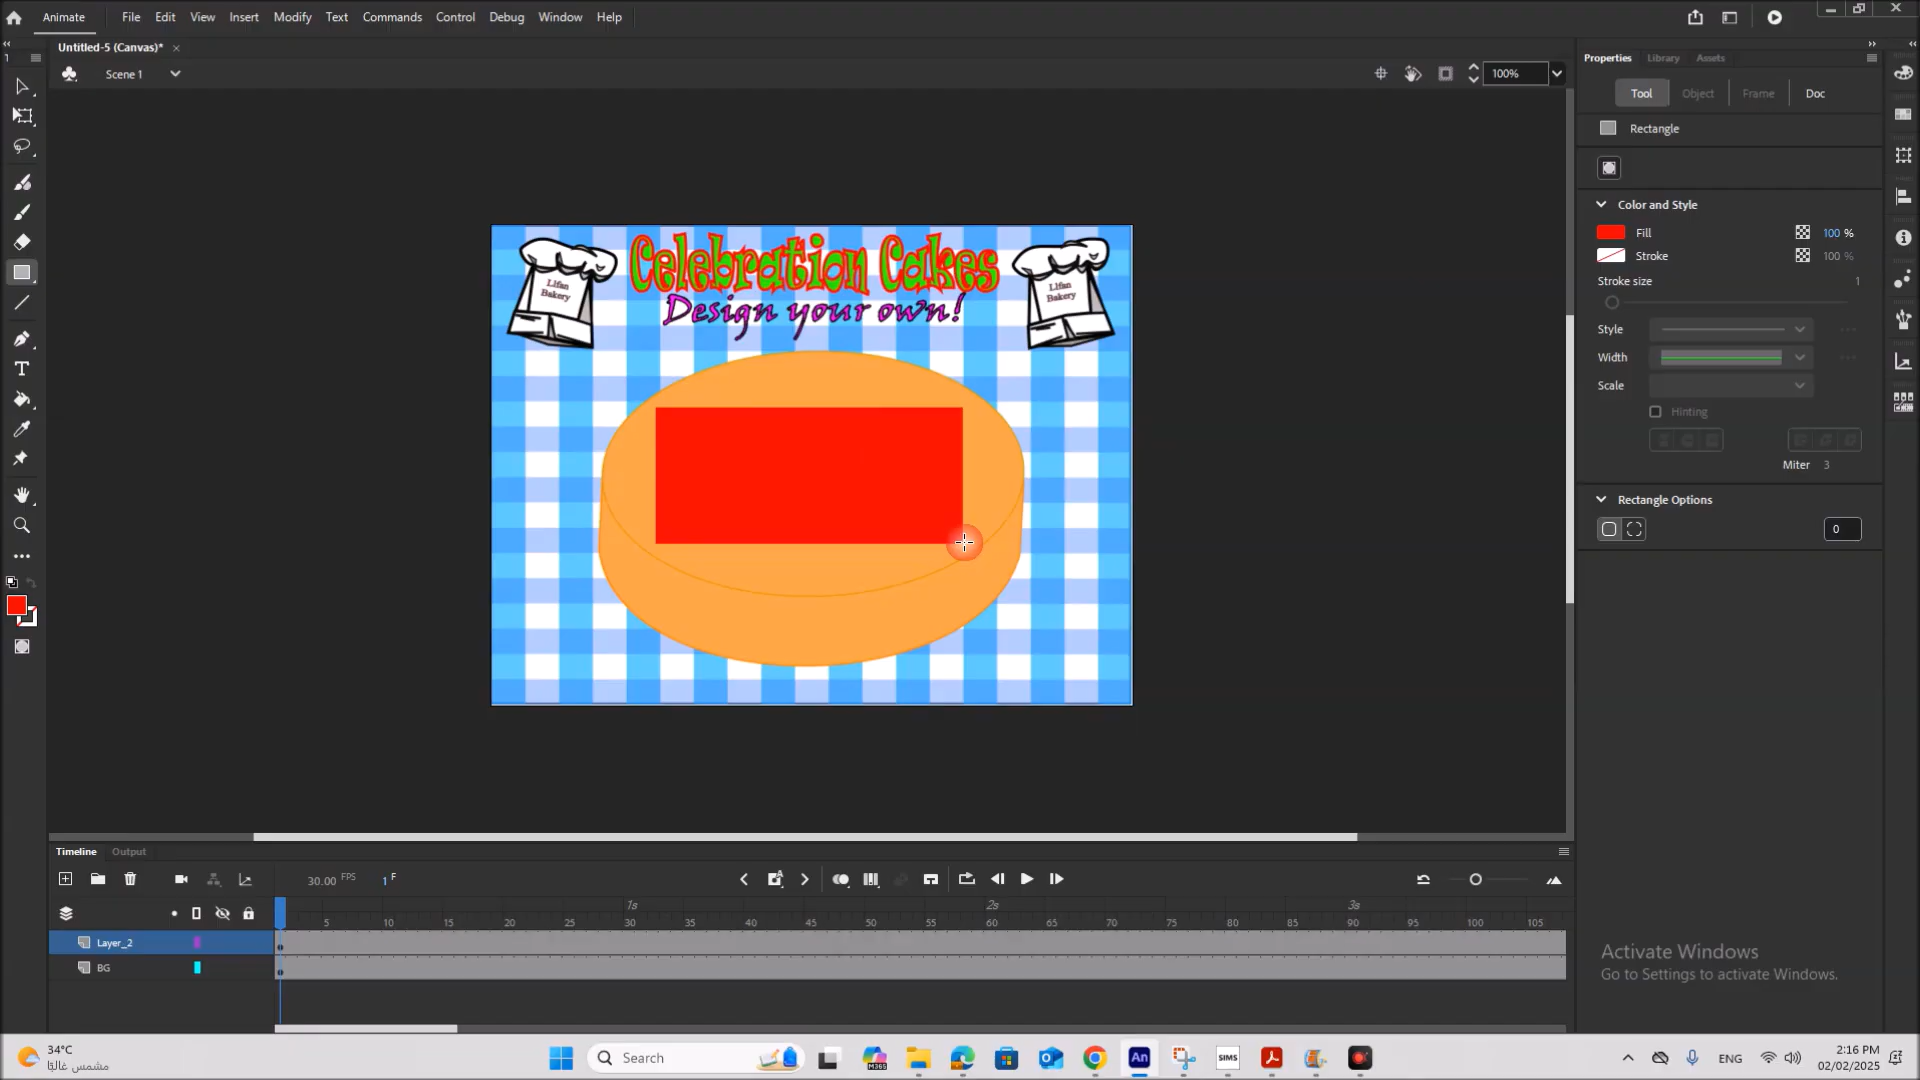 Animate File Edit View Insert Modify Text Commands Control Debug Window Help
Untitled-5 (Canvas)*
Scene 1
100%
Properties Library Assets
Tool Object Frame Doc
Rectangle
Color and Style
Fill 100 %
Stroke 100 %
Stroke size 1
Style
Width
Scale
Hinting
Miter 3
Rectangle Options
0
Celebration Cakes
Design your own!
Lifan
Bakery
Lifan
Bakery
Timeline Output
30.00 FPS 1 F
1s 2s 3s
5 10 15 20 25 30 35 40 45 50 55 60 65 70 75 80 85 90 95 100 105
Layer_2
BG
Activate Windows
Go to Settings to activate Windows.
34°C
مشمس غالبًا
Search
M365
An
SIMS
ENG
2:16 PM
02/02/2025